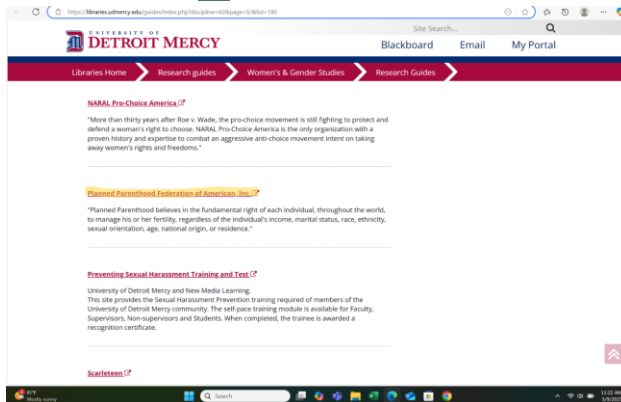 https://libraries.udmercy.edu/guides/index.php?discipline=60&page=6/&list=180
Site Search...
UNIVERSITY OF
DETROIT MERCY
Blackboard Email My Portal
Libraries Home Research guides Women's & Gender Studies Research Guides
NARAL Pro-Choice America
"More than thirty years after Roe v. Wade, the pro-choice movement is still fighting to protect and
defend a woman's right to choose. NARAL Pro-Choice America is the only organization with a
proven history and expertise to combat an aggressive anti-choice movement intent on taking
away women's rights and freedoms."
Planned Parenthood Federation of American, Inc.
"Planned Parenthood believes in the fundamental right of each individual, throughout the world,
to manage his or her fertility, regardless of the individual's income, marital status, race, ethnicity,
sexual orientation, age, national origin, or residence."
Preventing Sexual Harassment Training and Test
University of Detroit Mercy and New Media Learning.
This site provides the Sexual Harassment Prevention training required of members of the
University of Detroit Mercy community. The self-pace training module is available for Faculty,
Supervisors, Non-supervisors and Students. When completed, the trainee is awarded a
recognition certificate.
Scarleteen
Mostly sunny
Search
11:22 AM